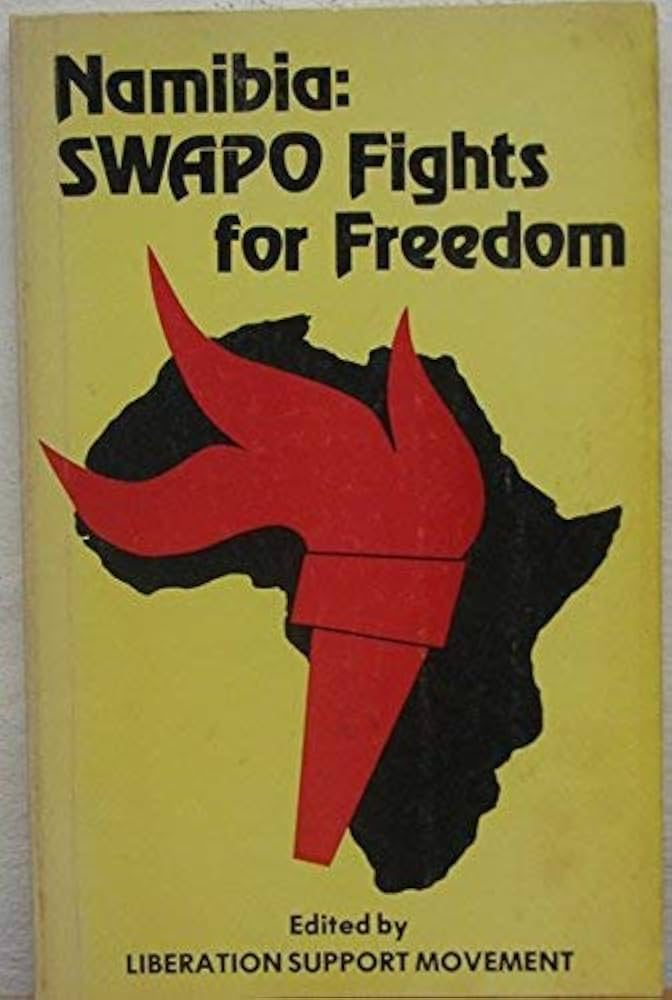 Namibia:
SWAPO Fights
for Freedom
Edited by
LIBERATION SUPPORT MOVEMENT